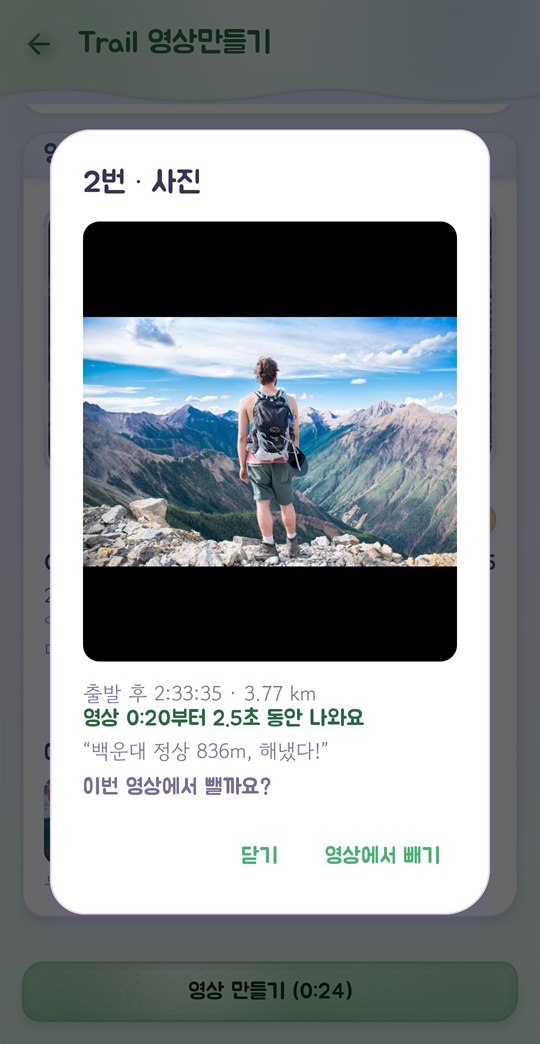 Trail 영상만들기
2번 · 사진
출발 후 2:33:35 · 3.77 km
영상 0:20부터 2.5초 동안 나와요
“백운대 정상 836m, 해냈다!”
이번 영상에서 뺄까요?
닫기
영상에서 빼기
영상 만들기 (0:24)